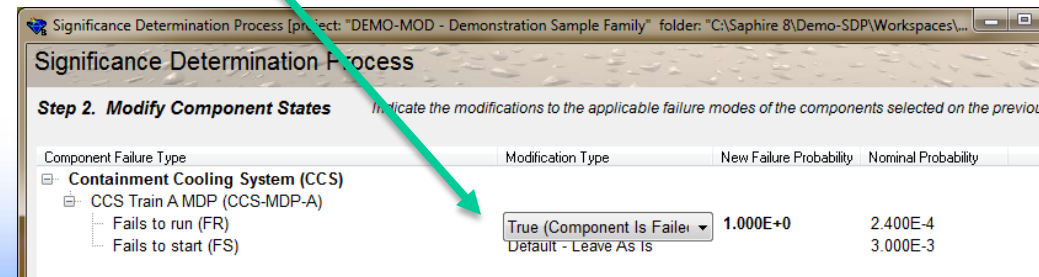 Significance Determination Process [project: "DEMO-MOD - Demonstration Sample Family" folder: "C:\Saphire 8\Demo-SDP\Workspaces\...
Significance Determination Process
Step 2. Modify Component States Indicate the modifications to the applicable failure modes of the components selected on the previou
Component Failure Type Modification Type New Failure Probability Nominal Probability
Containment Cooling System (CCS)
CCS Train A MDP (CCS-MDP-A)
Fails to run (FR) True (Component Is Failed 1.000E+0 2.400E-4
Fails to start (FS) Default - Leave As Is 3.000E-3